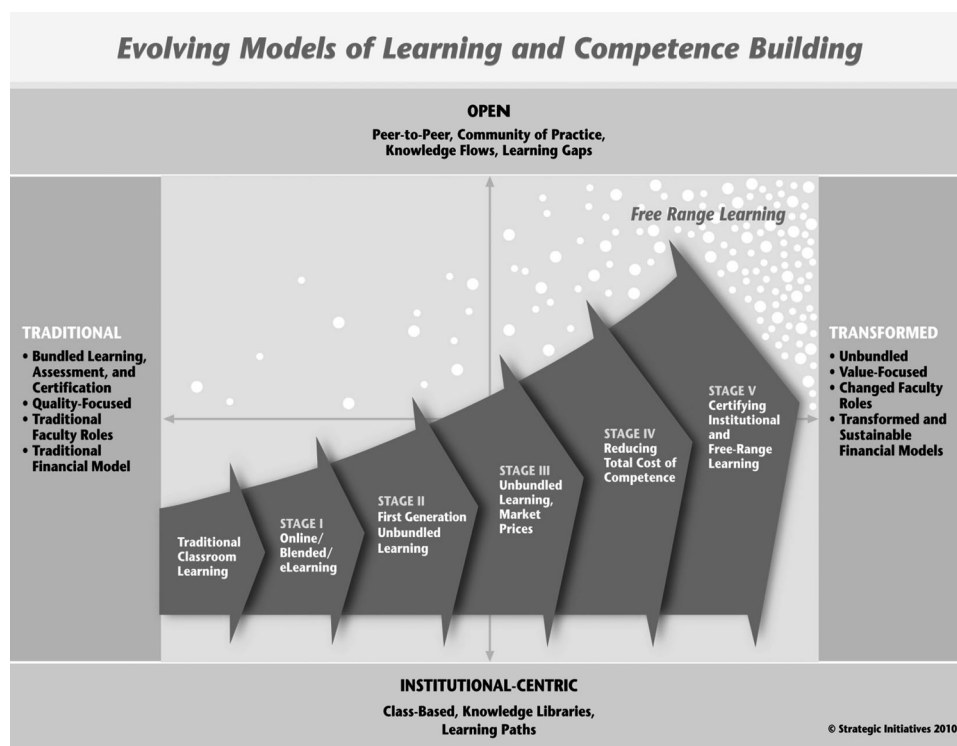 Evolving Models of Learning and Competence Building
OPEN
Peer-to-Peer, Community of Practice,
Knowledge Flows, Learning Gaps
Free Range Learning
TRADITIONAL
• Bundled Learning,
Assessment, and
Certification
• Quality-Focused
• Traditional
Faculty Roles
• Traditional
Financial Model
Traditional
Classroom
Learning
STAGE I
Online/
Blended/
eLearning
STAGE II
First Generation
Unbundled
Learning
STAGE III
Unbundled
Learning,
Market
Prices
STAGE IV
Reducing
Total Cost of
Competence
STAGE V
Certifying
Institutional
and
Free-Range
Learning
TRANSFORMED
• Unbundled
• Value-Focused
• Changed Faculty
Roles
• Transformed and
Sustainable
Financial Models
INSTITUTIONAL-CENTRIC
Class-Based, Knowledge Libraries,
Learning Paths
© Strategic Initiatives 2010